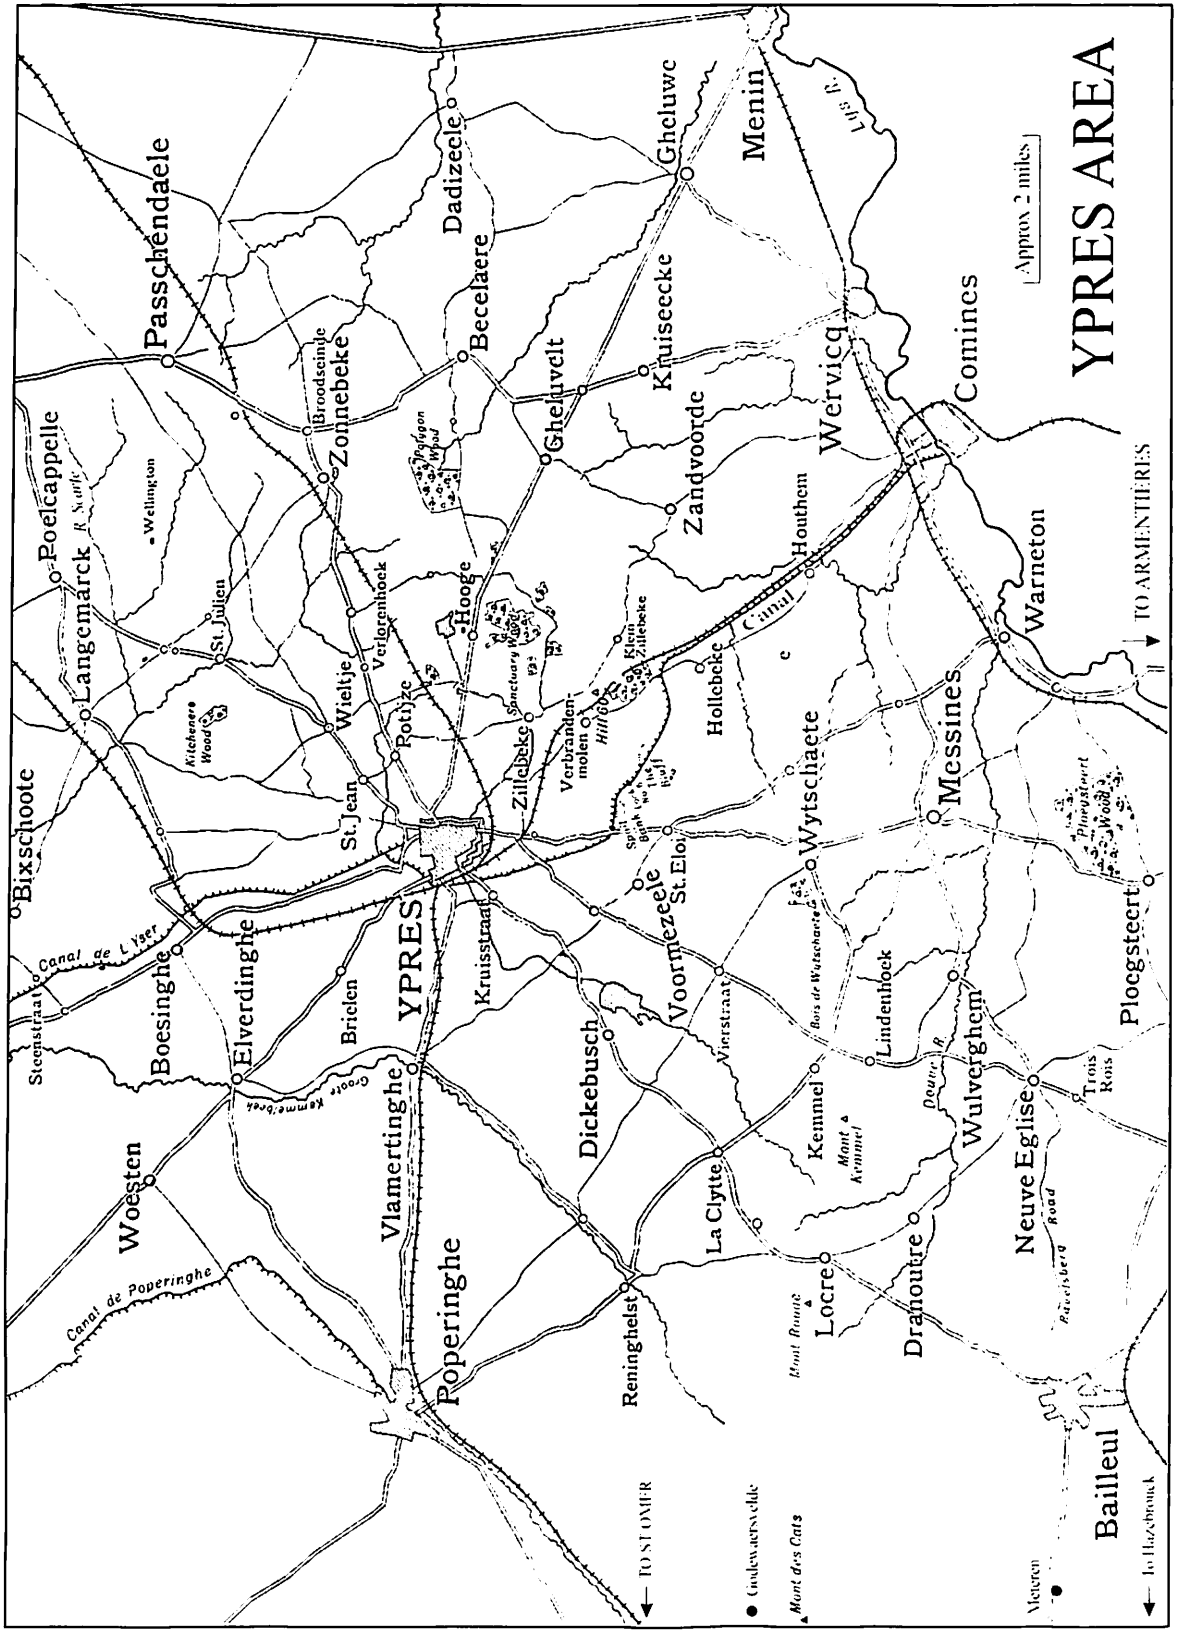 Bixschoote
Langemarck
Poelcappelle
Passchendaele
Steenstraat
Canal de L'Yser
Boesinghe
Kitcheners
Wood
St. Julien
Wellington
Broodseinde
Zonnebeke
Woesten
Elverdinghe
Brielen
St. Jean
Wieltje
Verlorenhoek
Potijze
Polygon
Wood
Becelaere
Dadizeele
Canal de Poperinghe
Groote Kemmelbeek
Vlamertinghe
YPRES
Kruisstraat
Zillebeke
Sanctuary Wood
Hooge
Gheluvelt
Poperinghe
Dickebusch
Voormezeele
St. Eloi
Verbranden-
molen
Hill 60
Klein
Zillebeke
Zandvoorde
Kruiseecke
Gheluwe
Menin
Reninghelst
La Clytte
Vierstraat
The
Bluff
Hollebeke
Canal
Houthem
Wervicq
Lys R.
Mont Rouge
Locre
Kemmel
Mont
Kemmel
Lindenhoek
Bois de Wytschaete
Wytschaete
Messines
Warneton
Comines
Dranoutre
Douve R.
Wulverghem
Neuve Eglise
Ravelsberg Road
Trois
Rois
Ploegsteert
Ploegsteert
Wood
Bailleul
TO ST OMER
Godewaersvelde
Mont des Cats
Meteren
To Hazebrouck
TO ARMENTIERES
Approx 2 miles
YPRES AREA